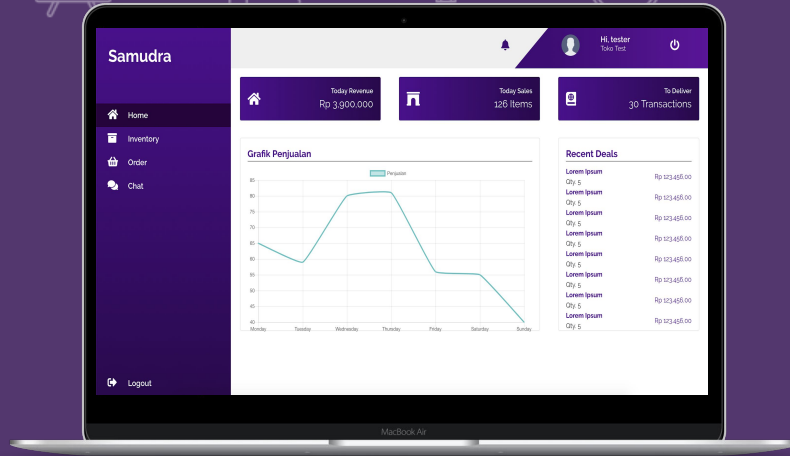 Samudra
Home
Inventory
Order
Chat
Logout
Hi, tester
Toko Test
Today Revenue
Rp 3,900,000
Today Sales
126 Items
To Deliver
30 Transactions
Grafik Penjualan
Penjualan
85
80
75
70
65
60
55
50
45
40
Monday Tuesday Wednesday Thursday Friday Saturday Sunday
Recent Deals
Lorem Ipsum
Qty. 5 Rp 123.456.00
Lorem Ipsum
Qty. 5 Rp 123.456.00
Lorem Ipsum
Qty. 5 Rp 123.456.00
Lorem Ipsum
Qty. 5 Rp 123.456.00
Lorem Ipsum
Qty. 5 Rp 123.456.00
Lorem Ipsum
Qty. 5 Rp 123.456.00
Lorem Ipsum
Qty. 5 Rp 123.456.00
Lorem Ipsum
Qty. 5 Rp 123.456.00
MacBook Air